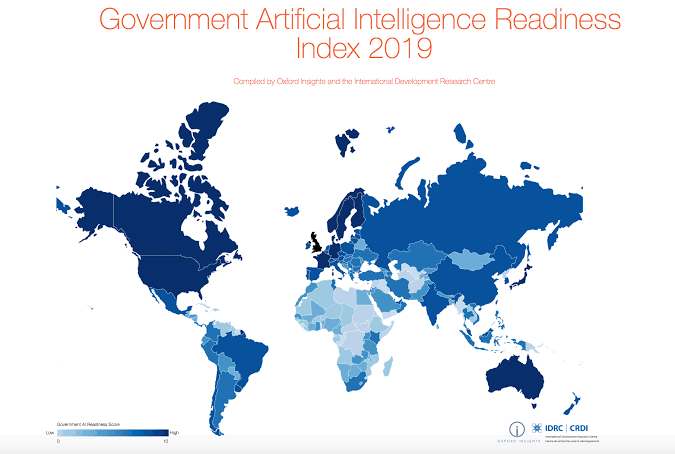 Government Artificial Intelligence Readiness
Index 2019
Compiled by Oxford Insights and the International Development Research Centre
Government AI Readiness Score
Low
High
0
10
OXFORD INSIGHTS
IDRC | CRDI
International Development Research Centre
Centre de recherches pour le développement